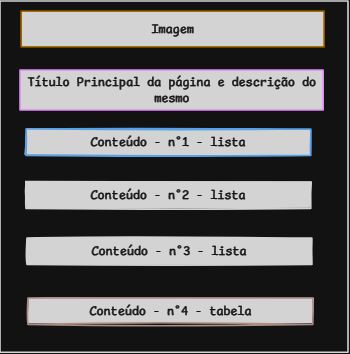 Imagem
Título Principal da página e descrição do
mesmo
Conteúdo - n°1 - lista
Conteúdo - n°2 - lista
Conteúdo - n°3 - lista
Conteúdo - n°4 - tabela